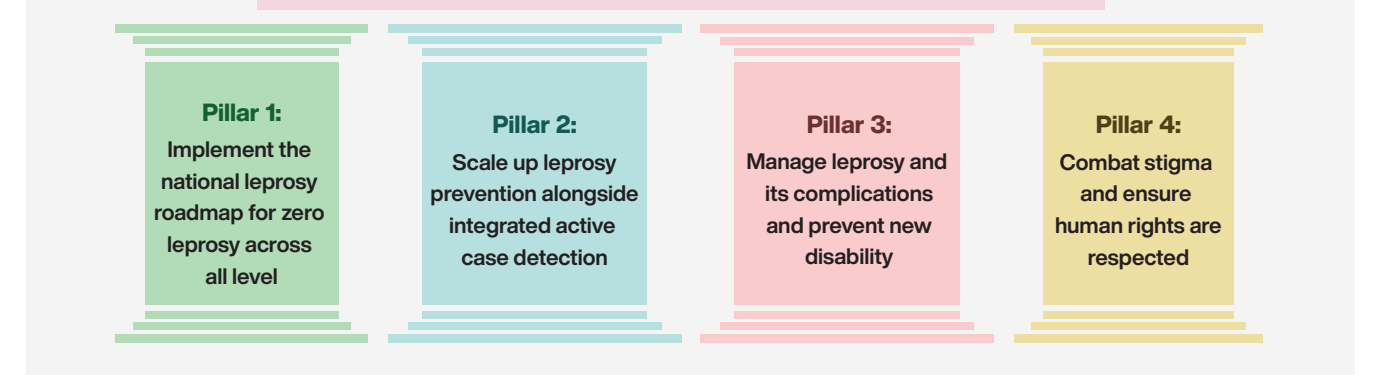 Pillar 1:
Implement the
national leprosy
roadmap for zero
leprosy across
all level
Pillar 2:
Scale up leprosy
prevention alongside
integrated active
case detection
Pillar 3:
Manage leprosy and
its complications
and prevent new
disability
Pillar 4:
Combat stigma
and ensure
human rights are
respected